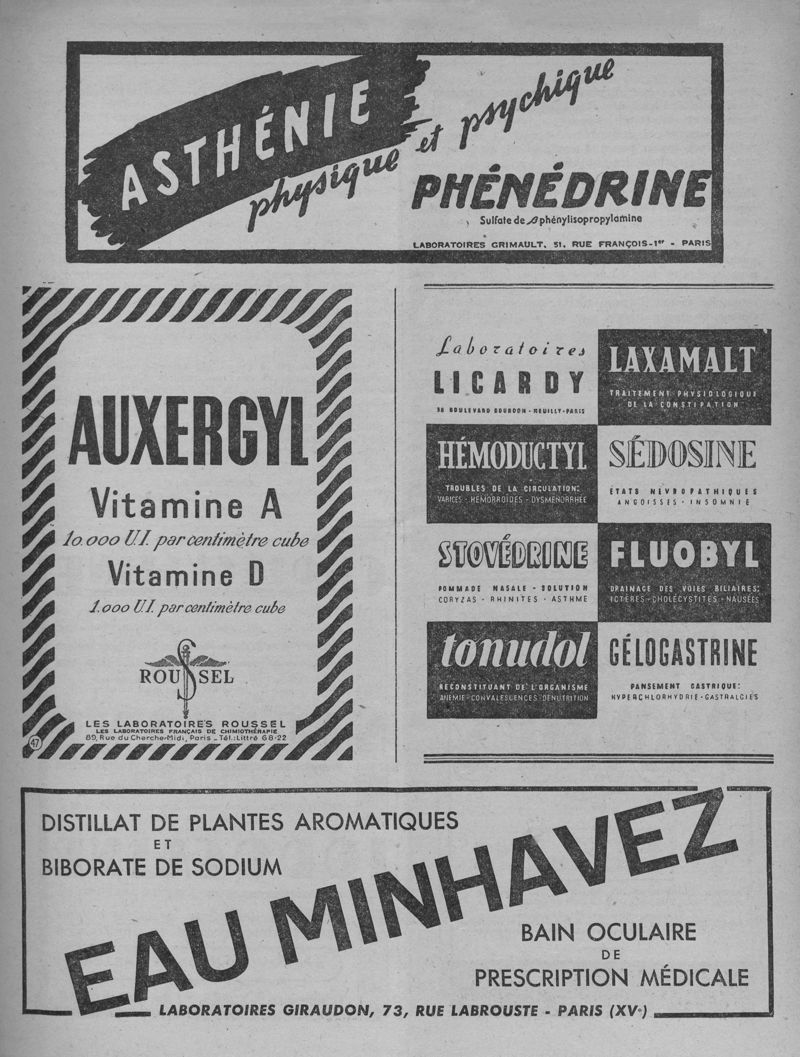 ASTHÉNIE
physique et psychique
PHÉNÉDRINE
Sulfate de β phénylisopropylamine
LABORATOIRES GRIMAULT, 51, RUE FRANÇOIS-1er - PARIS
AUXERGYL
Vitamine A
10.000 U.I. par centimètre cube
Vitamine D
1.000 U.I. par centimètre cube
ROUSSEL
LES LABORATOIRES ROUSSEL
LES LABORATOIRES FRANÇAIS DE CHIMIOTHÉRAPIE
89, Rue du Cherche-Midi, Paris - Tél.: Littré 68-22
47
Laboratoires
LICARDY
38 BOULEVARD BOURDON - NEUILLY-PARIS
LAXAMALT
TRAITEMENT PHYSIOLOGIQUE
DE LA CONSTIPATION
HÉMODUCTYL
TROUBLES DE LA CIRCULATION:
VARICES - HÉMORROÏDES - DYSMÉNORRHÉE
SÉDOSINE
ÉTATS NÉVROPATHIQUES
ANGOISSES - INSOMNIE
STOVÉDRINE
POMMADE NASALE - SOLUTION
CORYZAS - RHINITES - ASTHME
FLUOBYL
DRAINAGE DES VOIES BILIAIRES:
ICTÈRES - CHOLÉCYSTITES - NAUSÉES
tonudol
RECONSTITUANT DE L'ORGANISME
ANÉMIE - CONVALESCENCES - DÉNUTRITION
GÉLOGASTRINE
PANSEMENT GASTRIQUE:
HYPERCHLORHYDRIE - GASTRALGIES
DISTILLAT DE PLANTES AROMATIQUES
ET
BIBORATE DE SODIUM
EAU MINHAVEZ
BAIN OCULAIRE
DE
PRESCRIPTION MÉDICALE
LABORATOIRES GIRAUDON, 73, RUE LABROUSTE - PARIS (XVe)